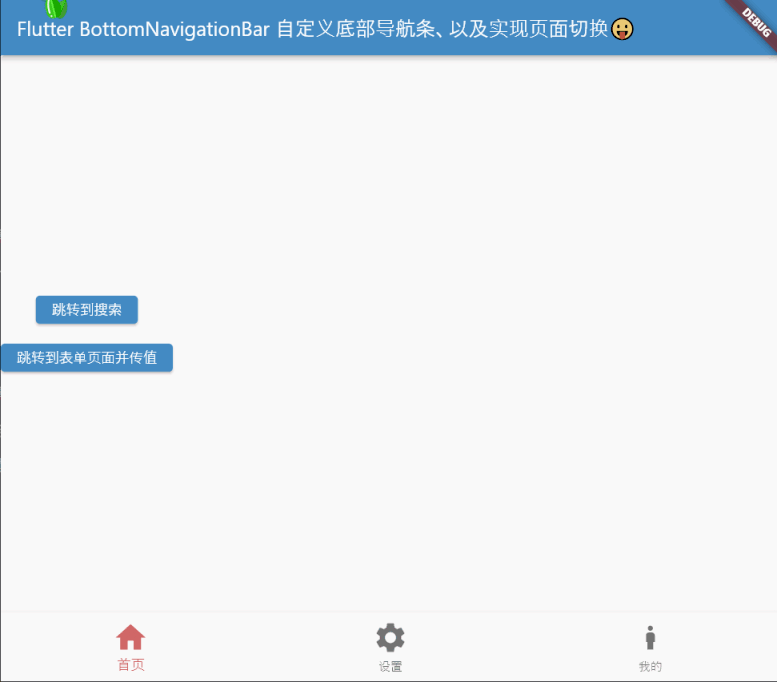 Flutter BottomNavigationBar 自定义底部导航条、以及实现页面切换😛
DEBUG
跳转到搜索
跳转到表单页面并传值
首页
设置
我的